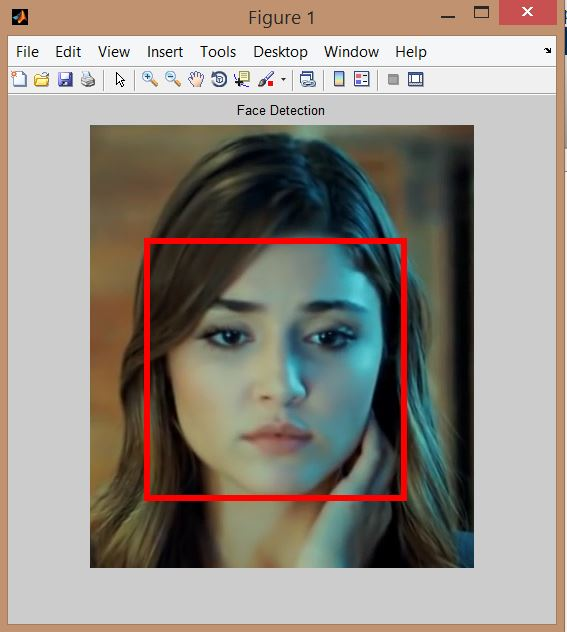 Figure 1
File Edit View Insert Tools Desktop Window Help
Face Detection